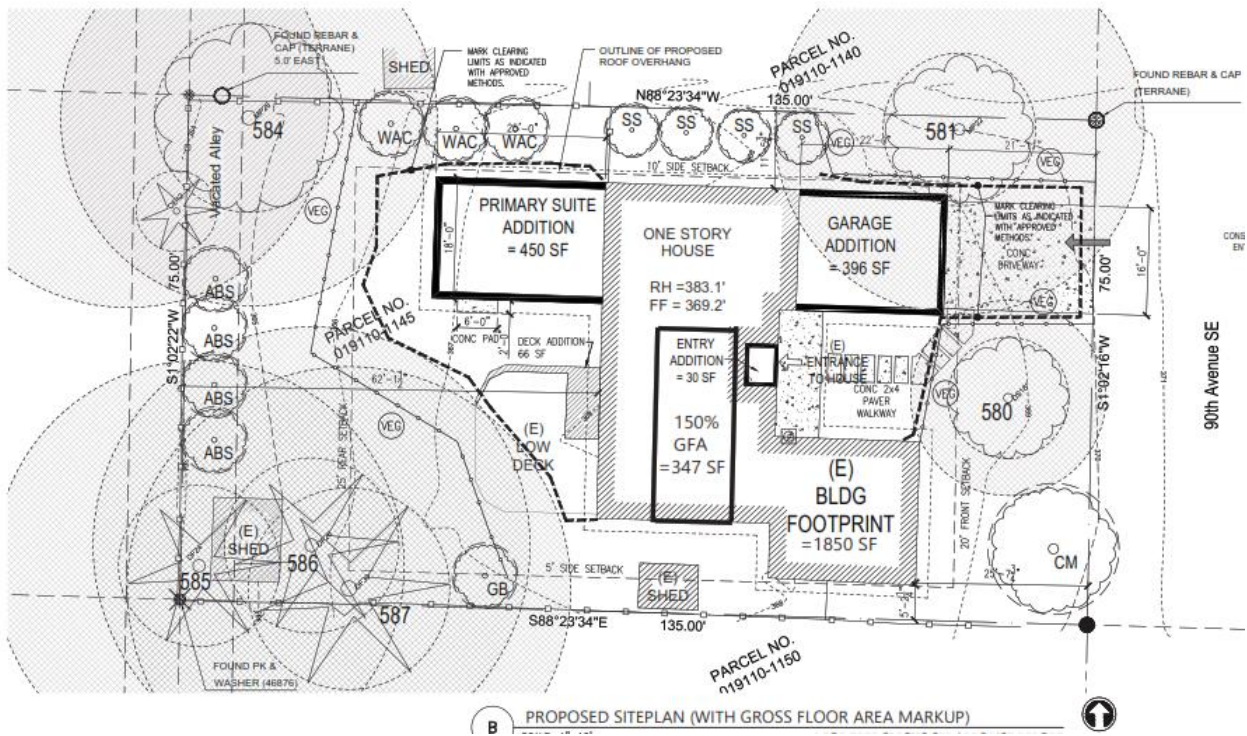 FOUND REBAR &
CAP (TERRANE)
5.0' EAST
SHED
MARK CLEARING
LIMITS AS INDICATED
WITH APPROVED
METHODS.
OUTLINE OF PROPOSED
ROOF OVERHANG
PARCEL NO.
019110-1140
N88°23'34"W
135.00'
FOUND REBAR & CAP
(TERRANE)
584
Vacated Alley
WAC
WAC
WAC
26'-0"
SS
SS
SS
SS
10' SIDE SETBACK
VEG
581
VEG
VEG
PRIMARY SUITE
ADDITION
= 450 SF
18'-0"
ONE STORY
HOUSE
RH =383.1'
FF = 369.2'
GARAGE
ADDITION
= 396 SF
MARK CLEARING
LIMITS AS INDICATED
WITH APPROVED
METHODS.
CONC
DRIVEWAY
VEG
16'-0"
75.00'
S1°02'16"W
90th Avenue SE
75.00'
S1°02'22"W
ABS
ABS
ABS
ABS
PARCEL NO.
019110-1145
6'-0"
CONC PAD
DECK ADDITION
66 SF
ENTRY
ADDITION
= 30 SF
(E)
ENTRANCE
TO HOUSE
CONC 2x4
PAVER
WALKWAY
VEG
580
VEG
25' REAR SETBACK
(E)
LOW
DECK
150%
GFA
=347 SF
(E)
BLDG
FOOTPRINT
=1850 SF
20' FRONT SETBACK
(E)
SHED
585
586
587
GB
5' SIDE SETBACK
(E)
SHED
CM
S88°23'34"E
135.00'
PARCEL NO.
019110-1150
FOUND PK &
WASHER (46876)
B
PROPOSED SITEPLAN (WITH GROSS FLOOR AREA MARKUP)